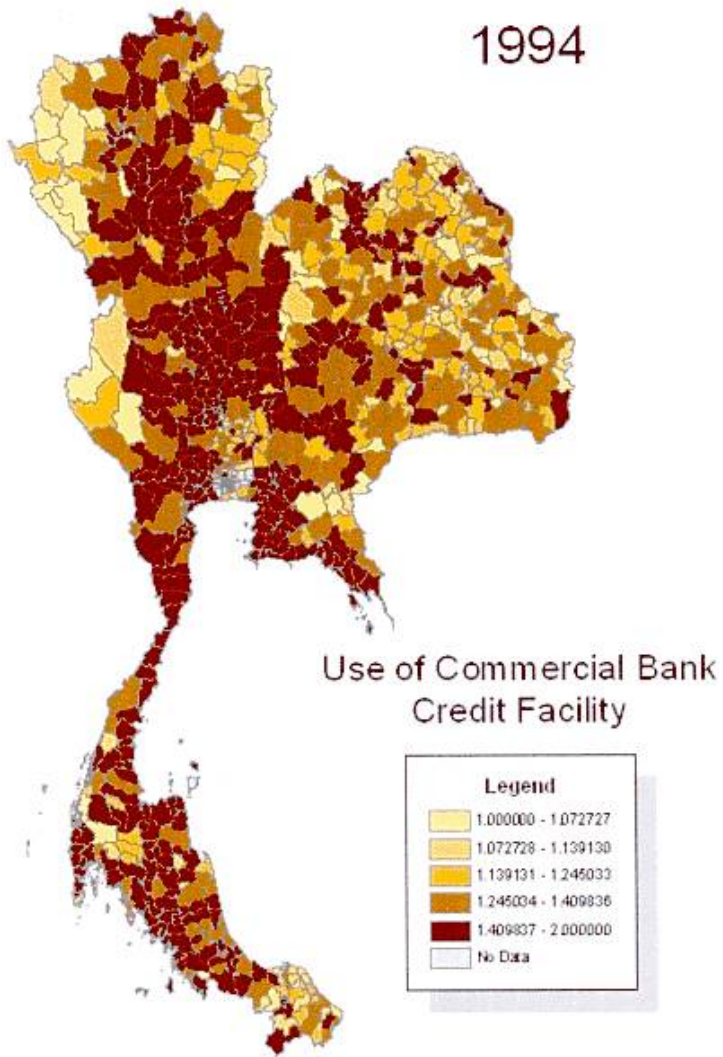 1994
Use of Commercial Bank
Credit Facility
Legend
1.000000 - 1.072727
1.072728 - 1.139130
1.139131 - 1.245033
1.245034 - 1.409836
1.409837 - 2.000000
No Data